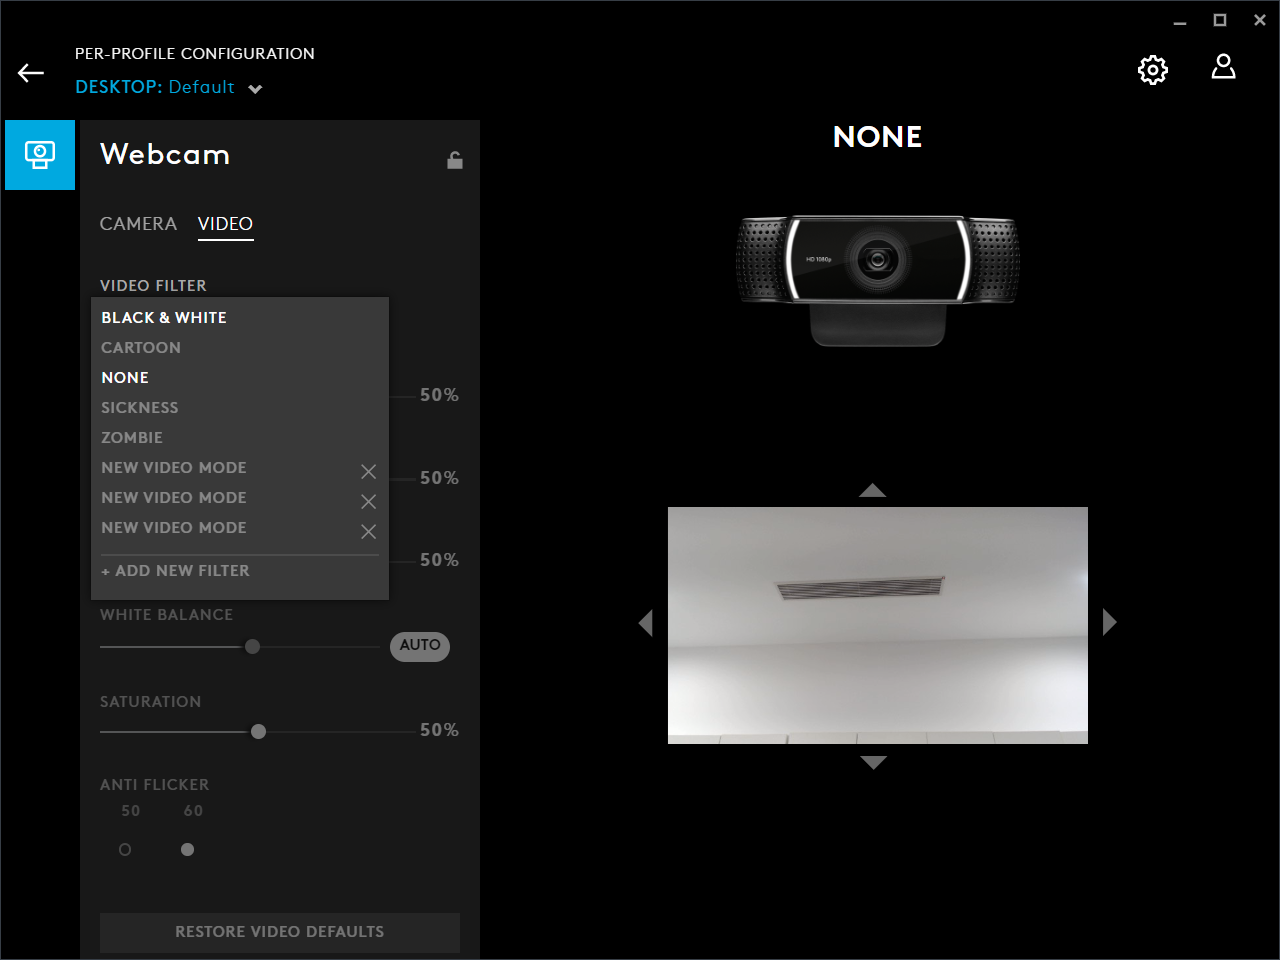 PER-PROFILE CONFIGURATION
DESKTOP: Default
Webcam
CAMERA VIDEO
VIDEO FILTER
BLACK & WHITE
CARTOON
NONE
SICKNESS
ZOMBIE
NEW VIDEO MODE
NEW VIDEO MODE
NEW VIDEO MODE
+ ADD NEW FILTER
50%
50%
50%
WHITE BALANCE
AUTO
SATURATION
50%
ANTI FLICKER
50 60
RESTORE VIDEO DEFAULTS
NONE
HD 1080p